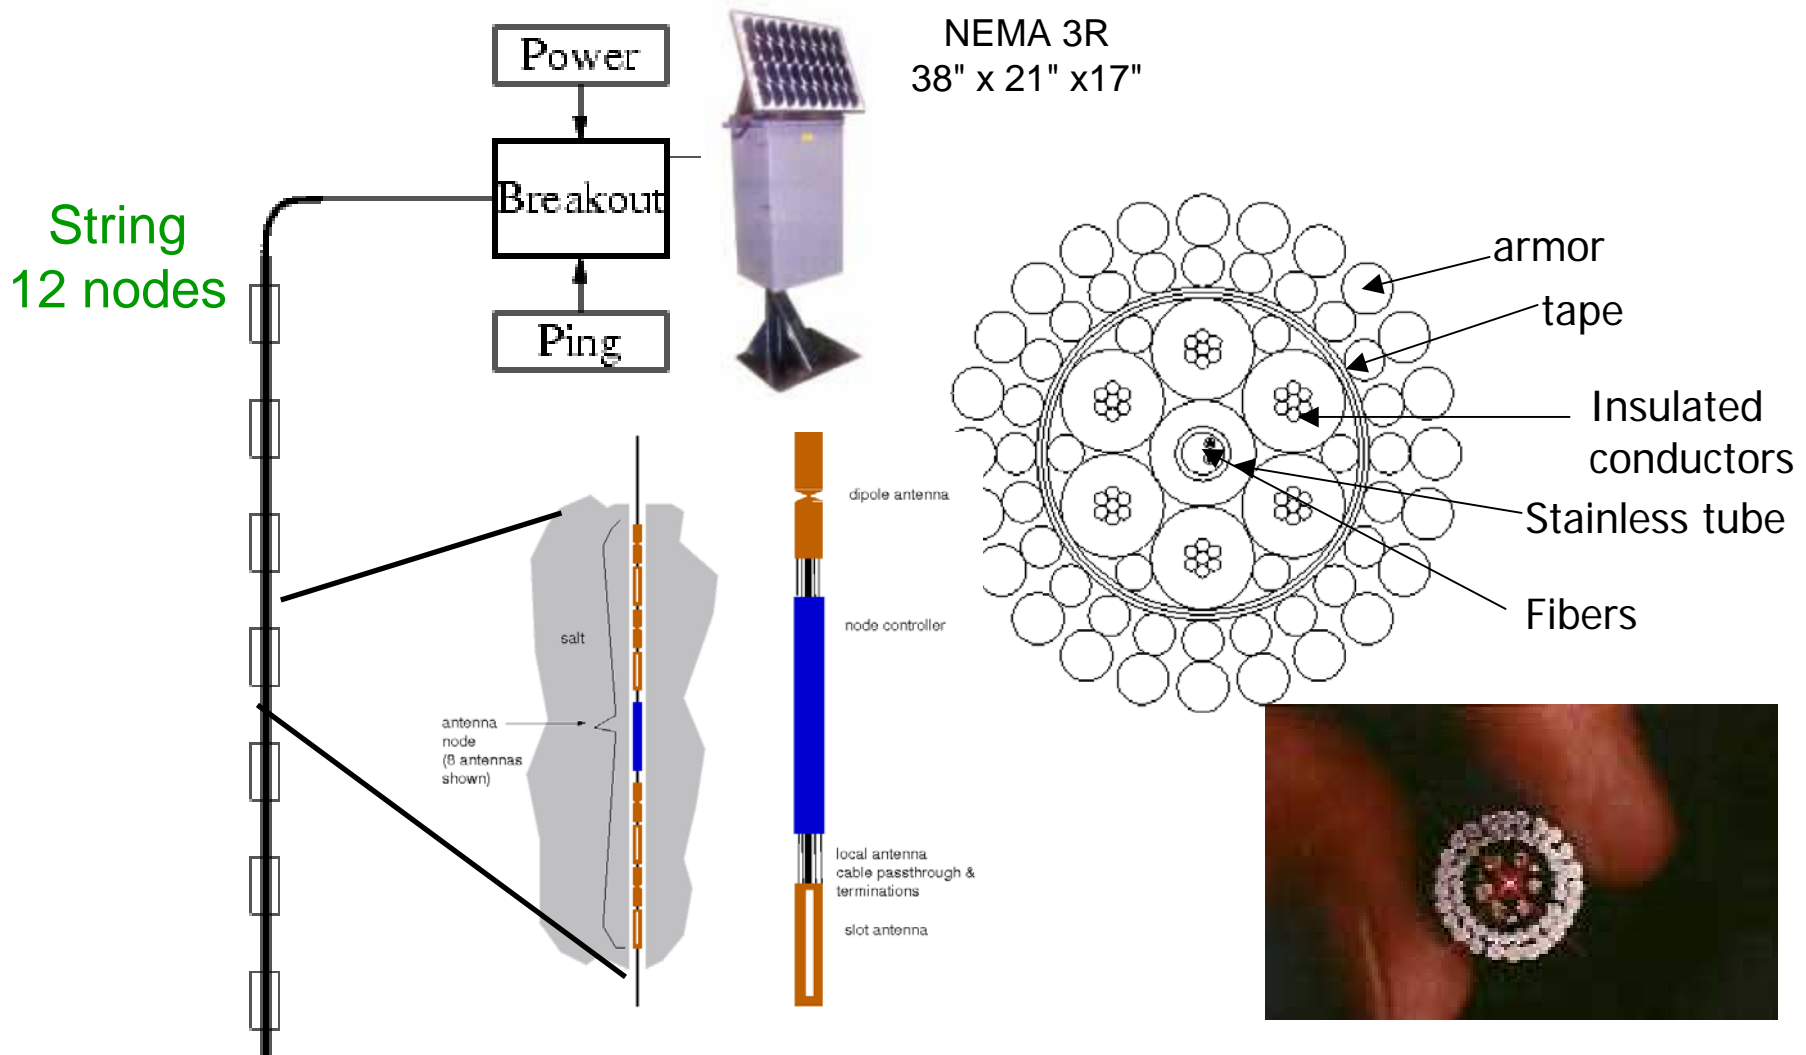 Power
NEMA 3R
38" x 21" x17"
Breakout
String
12 nodes
Ping
armor
tape
Insulated
conductors
Stainless tube
Fibers
dipole antenna
node controller
salt
antenna
node
(8 antennas
shown)
local antenna
cable passthrough &
terminations
slot antenna